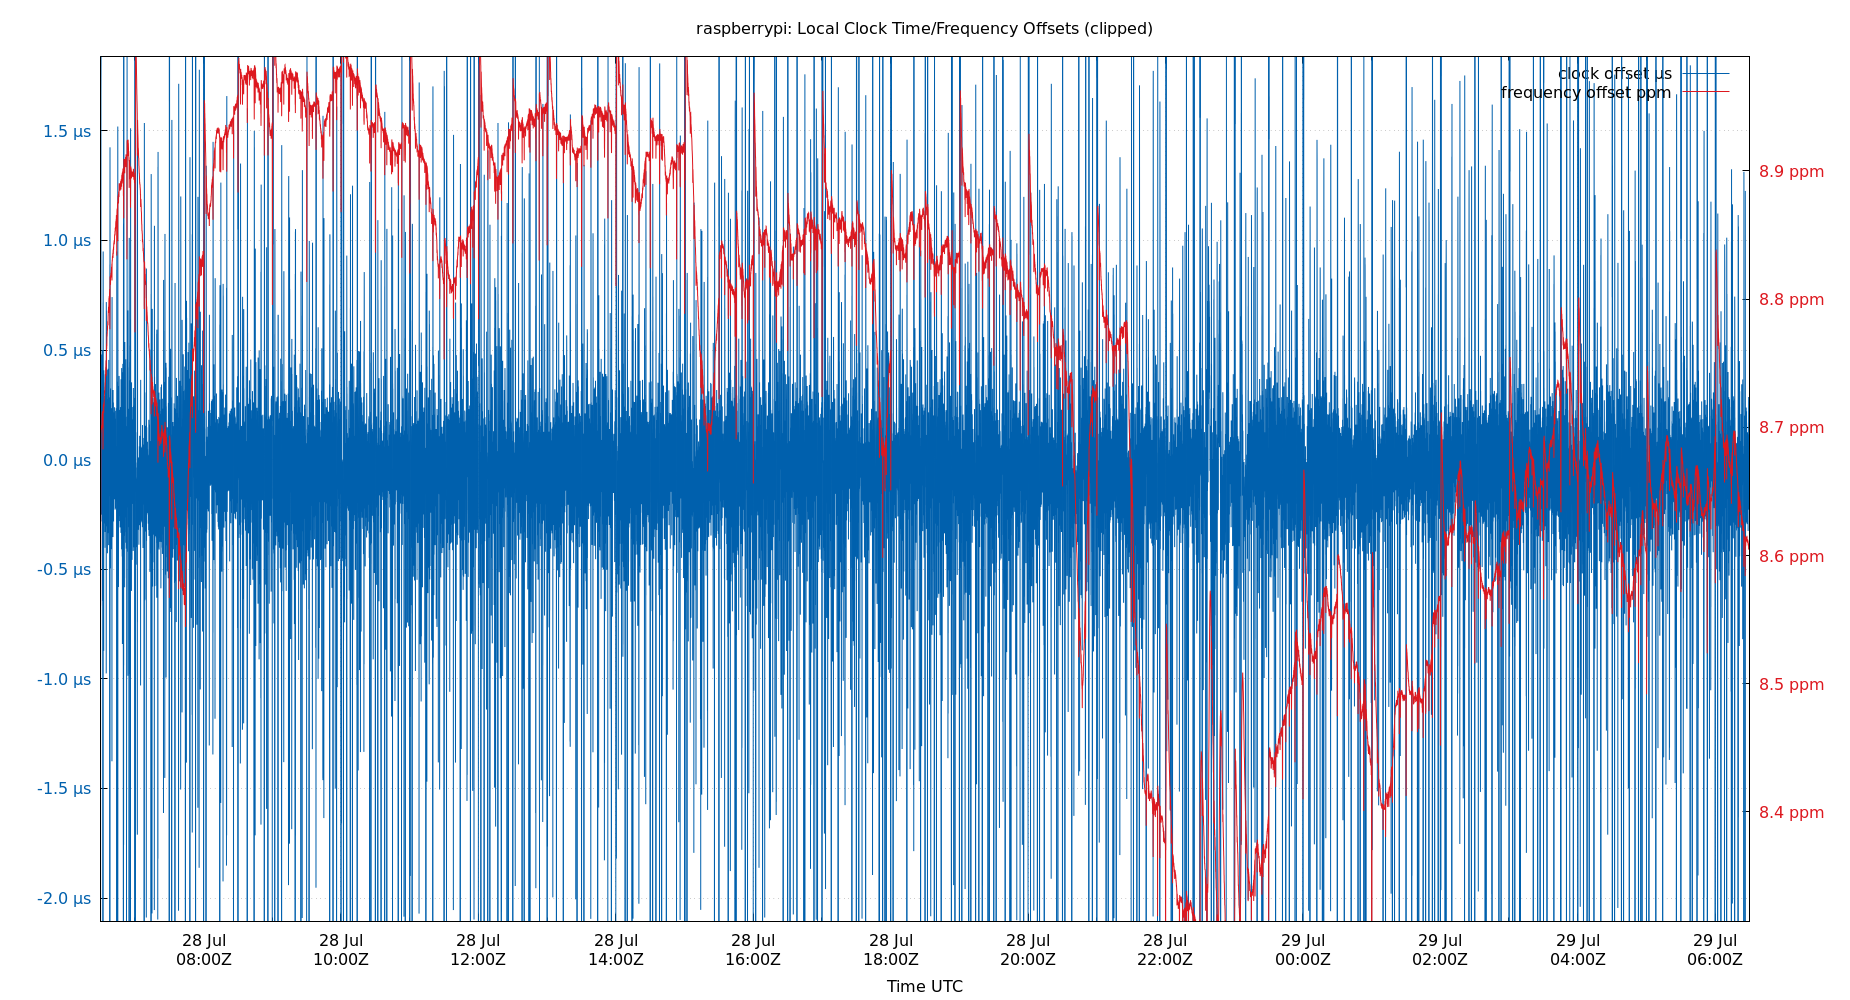 raspberrypi: Local Clock Time/Frequency Offsets (clipped)
clock offset µs
frequency offset ppm
1.5 µs
1.0 µs
0.5 µs
0.0 µs
-0.5 µs
-1.0 µs
-1.5 µs
-2.0 µs
8.9 ppm
8.8 ppm
8.7 ppm
8.6 ppm
8.5 ppm
8.4 ppm
28 Jul 28 Jul 28 Jul 28 Jul 28 Jul 28 Jul 28 Jul 28 Jul 29 Jul 29 Jul 29 Jul 29 Jul
08:00Z 10:00Z 12:00Z 14:00Z 16:00Z 18:00Z 20:00Z 22:00Z 00:00Z 02:00Z 04:00Z 06:00Z
Time UTC